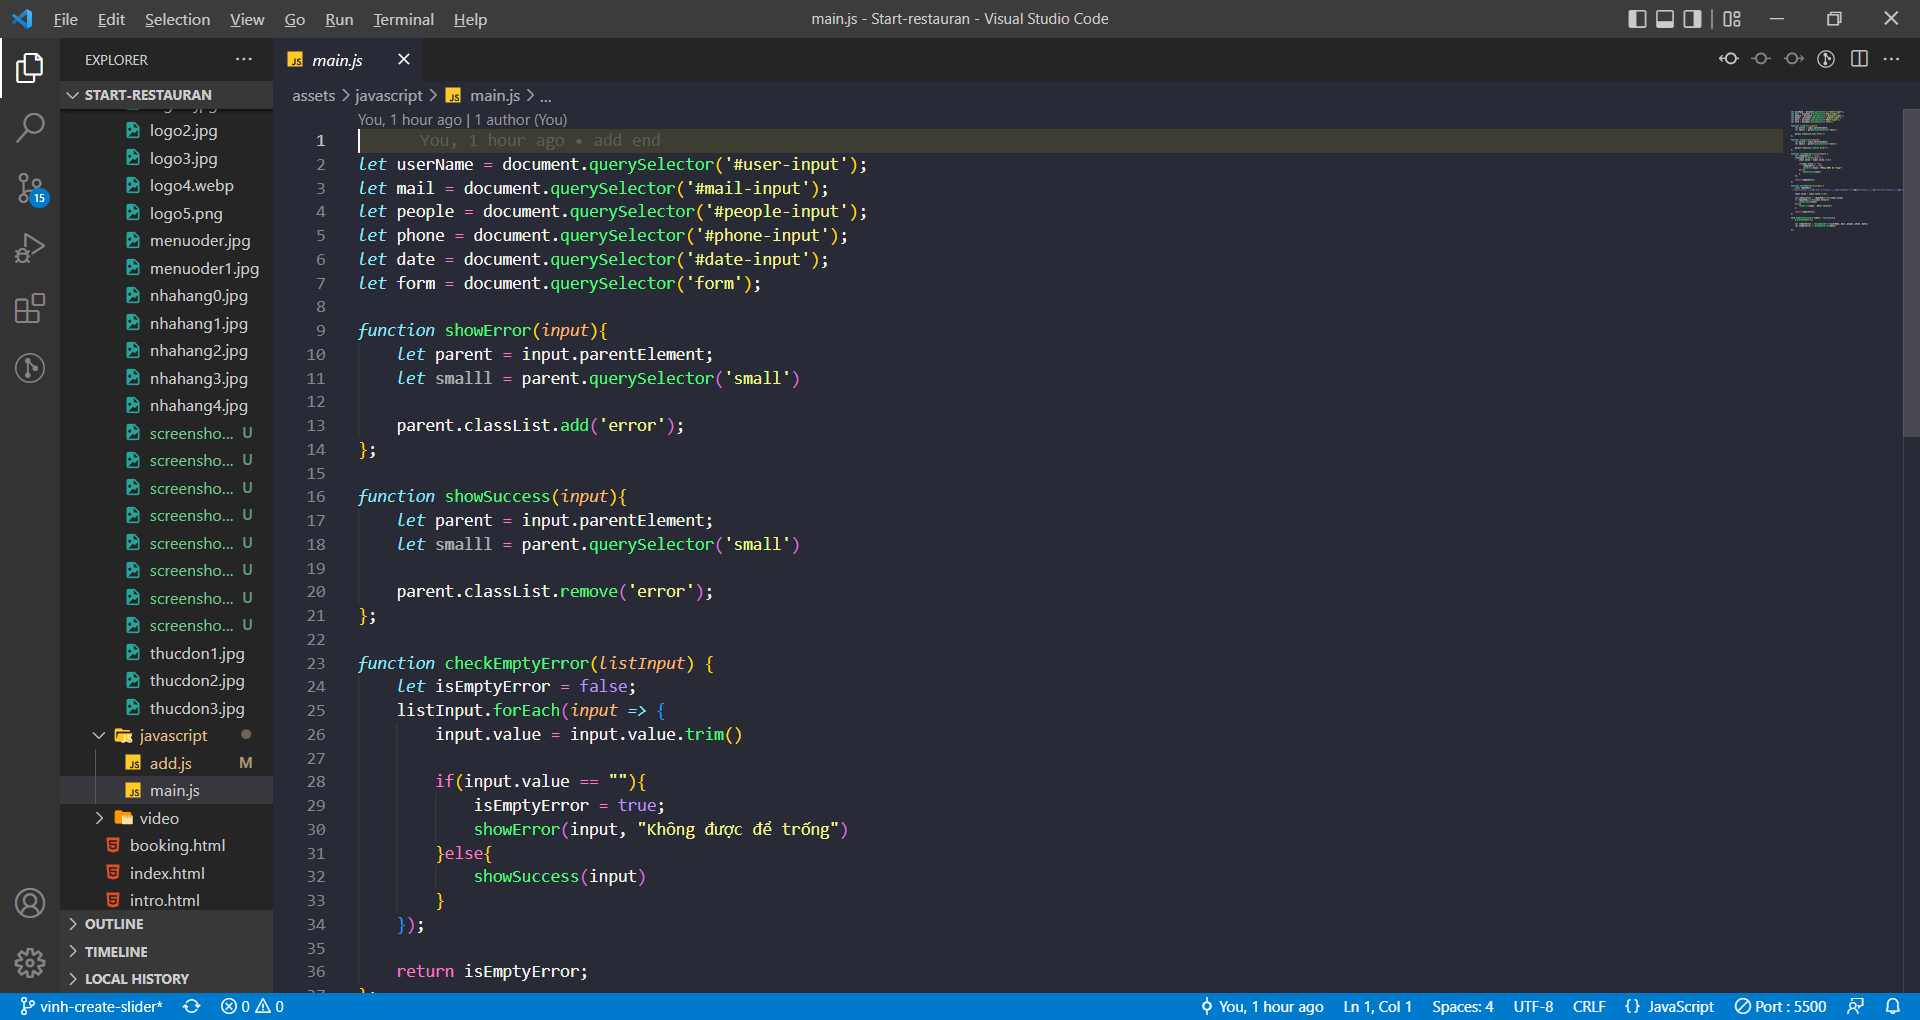 File Edit Selection View Go Run Terminal Help
main.js - Start-restauran - Visual Studio Code
EXPLORER
START-RESTAURAN
logo2.jpg
logo3.jpg
logo4.webp
logo5.png
menuoder.jpg
menuoder1.jpg
nhahang0.jpg
nhahang1.jpg
nhahang2.jpg
nhahang3.jpg
nhahang4.jpg
screensho... U
screensho... U
screensho... U
screensho... U
screensho... U
screensho... U
screensho... U
screensho... U
thucdon1.jpg
thucdon2.jpg
thucdon3.jpg
javascript
JS add.js M
JS main.js
video
booking.html
index.html
intro.html
OUTLINE
TIMELINE
LOCAL HISTORY
15
JS main.js
assets > javascript > JS main.js > ...
You, 1 hour ago | 1 author (You)
1 You, 1 hour ago • add end
2 let userName = document.querySelector('#user-input');
3 let mail = document.querySelector('#mail-input');
4 let people = document.querySelector('#people-input');
5 let phone = document.querySelector('#phone-input');
6 let date = document.querySelector('#date-input');
7 let form = document.querySelector('form');
8
9 function showError(input){
10 let parent = input.parentElement;
11 let smalll = parent.querySelector('small')
12
13 parent.classList.add('error');
14 };
15
16 function showSuccess(input){
17 let parent = input.parentElement;
18 let smalll = parent.querySelector('small')
19
20 parent.classList.remove('error');
21 };
22
23 function checkEmptyError(listInput) {
24 let isEmptyError = false;
25 listInput.forEach(input => {
26 input.value = input.value.trim()
27
28 if(input.value == ""){
29 isEmptyError = true;
30 showError(input, "Không được để trống")
31 }else{
32 showSuccess(input)
33 }
34 });
35
36 return isEmptyError;
vinh-create-slider* 0 0
You, 1 hour ago Ln 1, Col 1 Spaces: 4 UTF-8 CRLF {} JavaScript Port : 5500